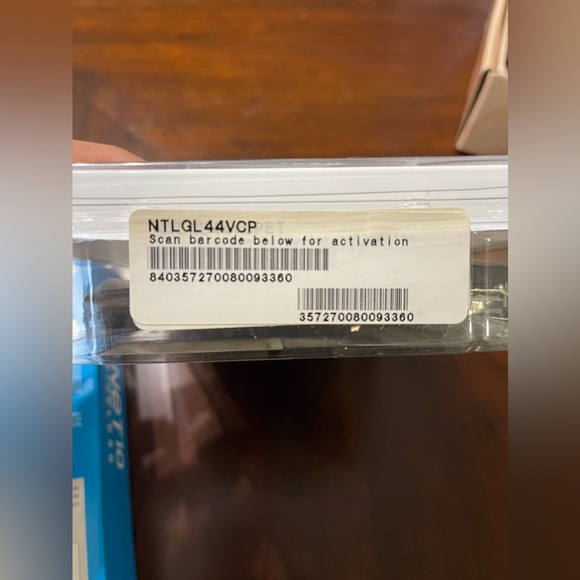 NTLGL44VCP
Scan barcode below for activation
840357270080093360
357270080093360